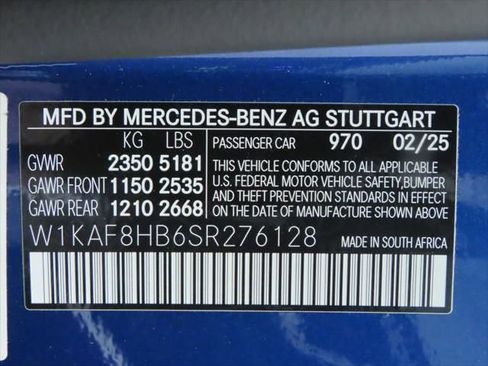 MFD BY MERCEDES-BENZ AG STUTTGART
KG LBS PASSENGER CAR 970 02/25
GWR 2350 5181 THIS VEHICLE CONFORMS TO ALL APPLICABLE
GAWR FRONT 1150 2535 U.S. FEDERAL MOTOR VEHICLE SAFETY, BUMPER
GAWR REAR 1210 2668 AND THEFT PREVENTION STANDARDS IN EFFECT ON THE DATE OF MANUFACTURE SHOWN ABOVE.
W1KAF8HB6SR276128 MADE IN SOUTH AFRICA